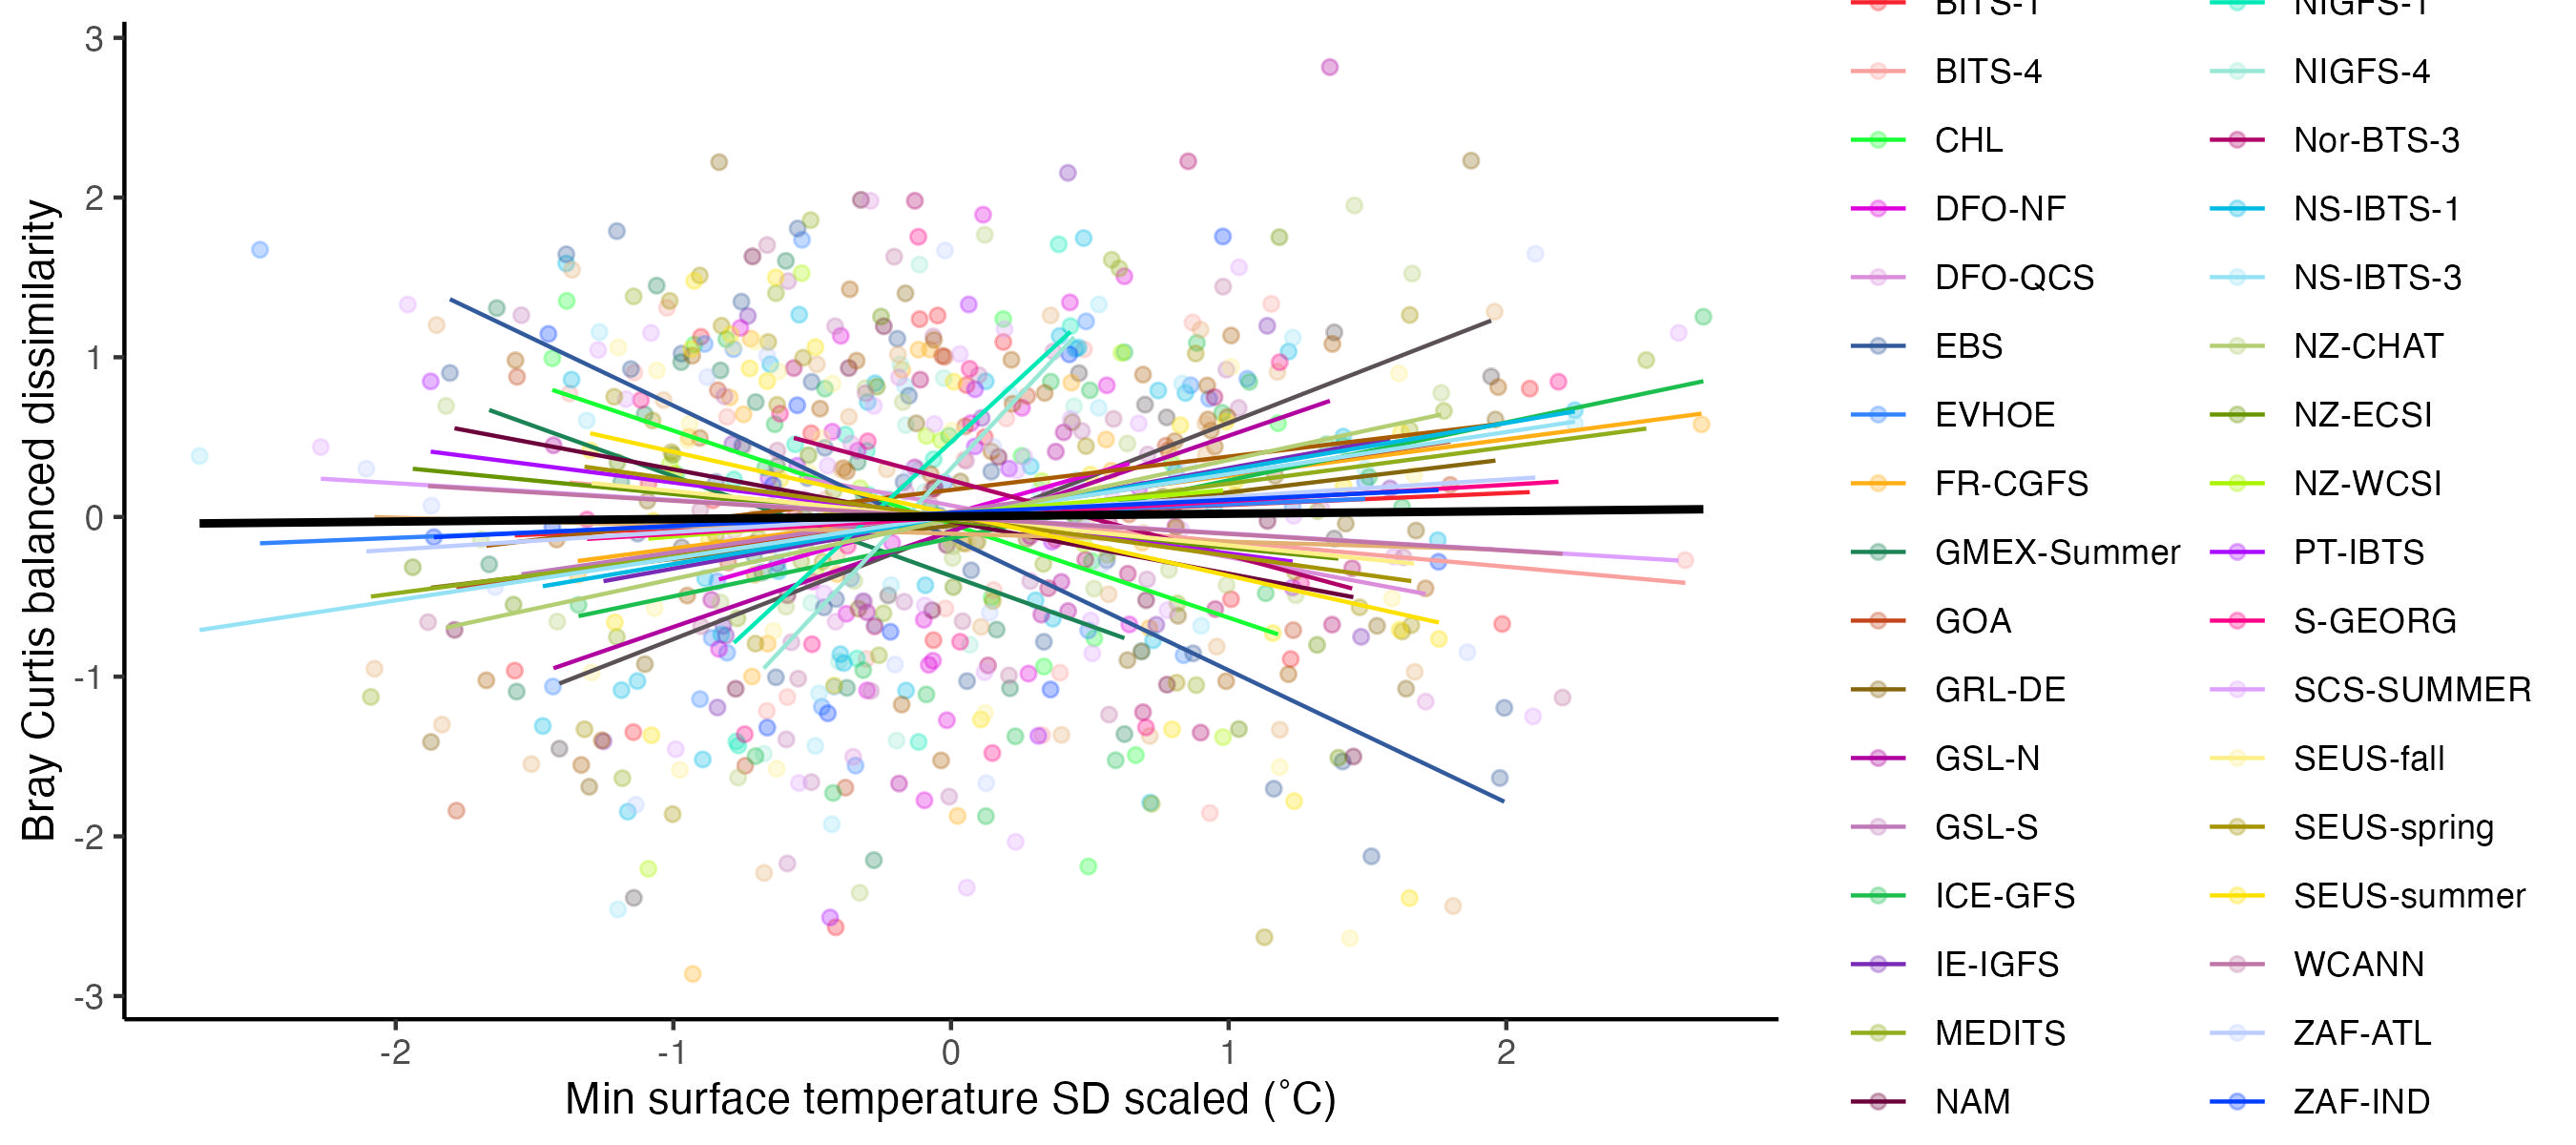 Bray Curtis balanced dissimilarity
3
2
1
0
-1
-2
-3
-2 -1 0 1 2
Min surface temperature SD scaled (˚C)
BITS-1
BITS-4
CHL
DFO-NF
DFO-QCS
EBS
EVHOE
FR-CGFS
GMEX-Summer
GOA
GRL-DE
GSL-N
GSL-S
ICE-GFS
IE-IGFS
MEDITS
NAM
NIGFS-1
NIGFS-4
Nor-BTS-3
NS-IBTS-1
NS-IBTS-3
NZ-CHAT
NZ-ECSI
NZ-WCSI
PT-IBTS
S-GEORG
SCS-SUMMER
SEUS-fall
SEUS-spring
SEUS-summer
WCANN
ZAF-ATL
ZAF-IND